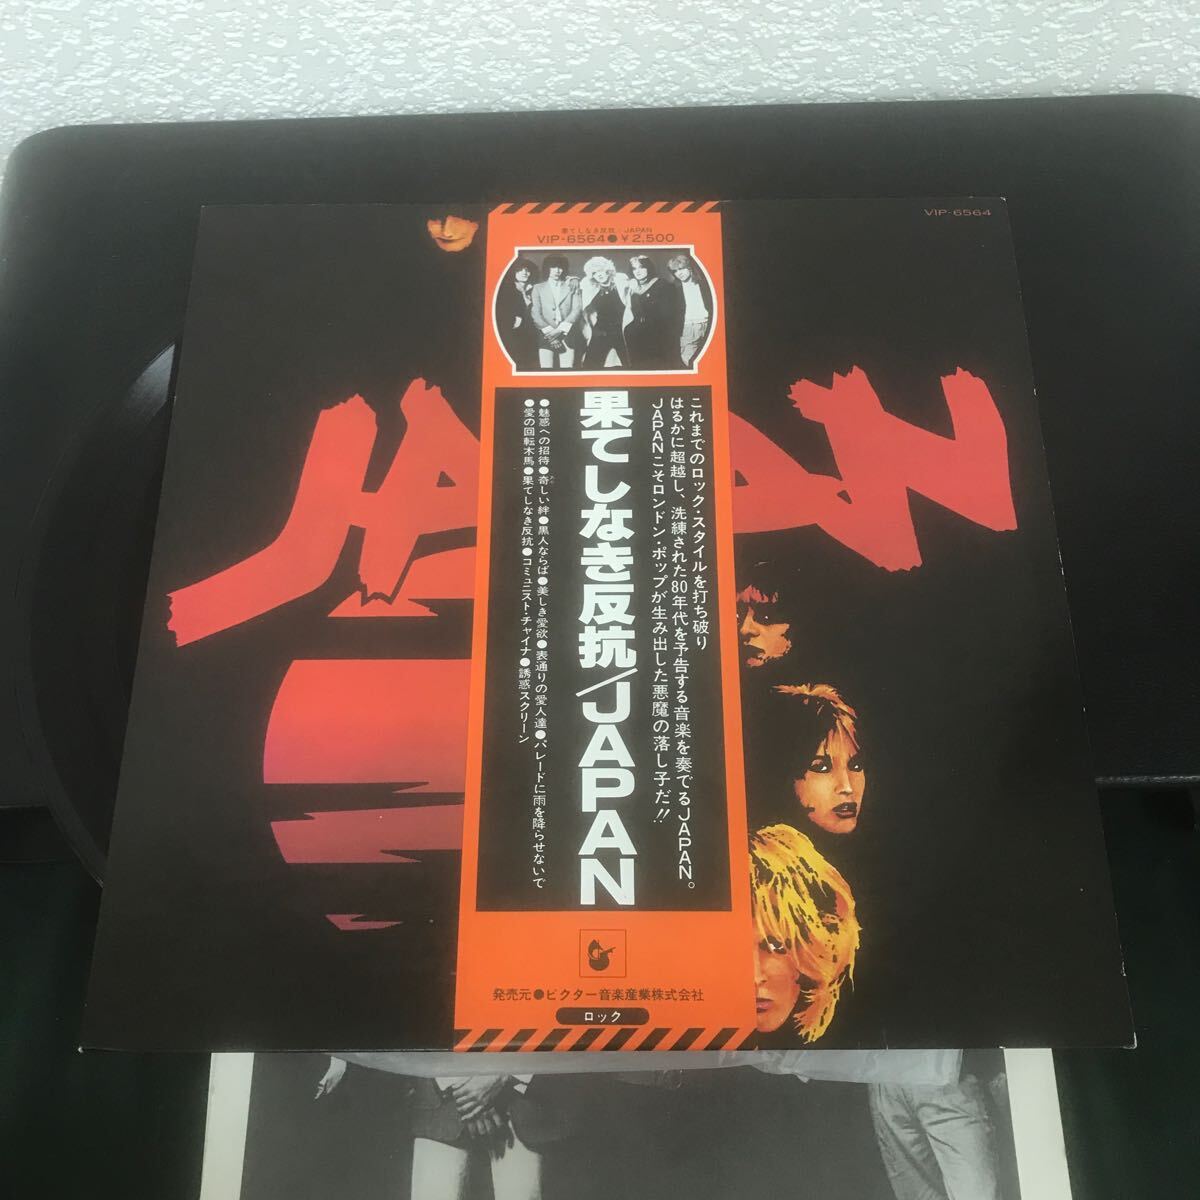 VIP-6564
JAPAN
果てしなき反抗/JAPAN
VIP-6564●￥2,500
これまでのロック・スタイルを打ち破り
はるかに超越し、洗練された80年代を予告する音楽を奏でるJAPAN。
JAPANこそロンドン・ポップが生み出した悪魔の落し子だ!!
果てしなき反抗/JAPAN
●魅惑への招待●奇しい絆●黒人ならば●美しき愛欲●表通りの愛人達●パレードに雨を降らせないで
●愛の回転木馬●果てしなき反抗●コミュニスト・チャイナ●誘惑スクリーン
発売元●ビクター音楽産業株式会社
ロック